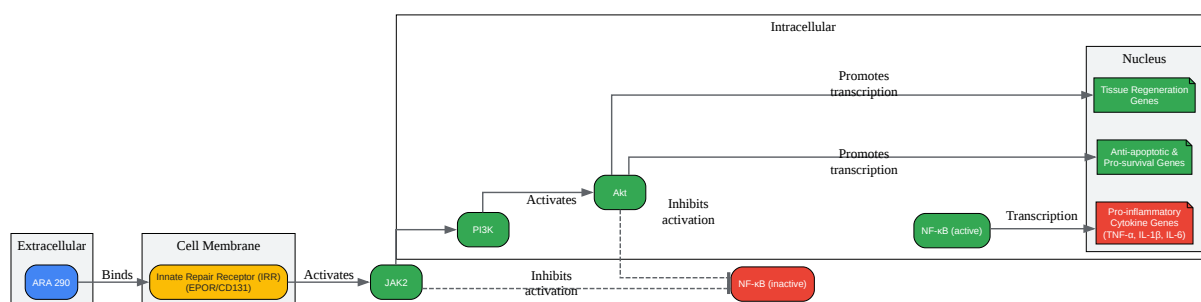 Intracellular
Nucleus
Promotes
transcription
Tissue Regeneration
Genes
Promotes
transcription
Anti-apoptotic &
Pro-survival Genes
Activates
Akt
Inhibits
activation
PI3K
NF-κB (active)
Transcription
Pro-inflammatory
Cytokine Genes
(TNF-α, IL-1β, IL-6)
Extracellular
Cell Membrane
ARA 290
Binds
Innate Repair Receptor (IRR)
(EPOR/CD131)
Activates
JAK2
Inhibits
activation
NF-κB (inactive)